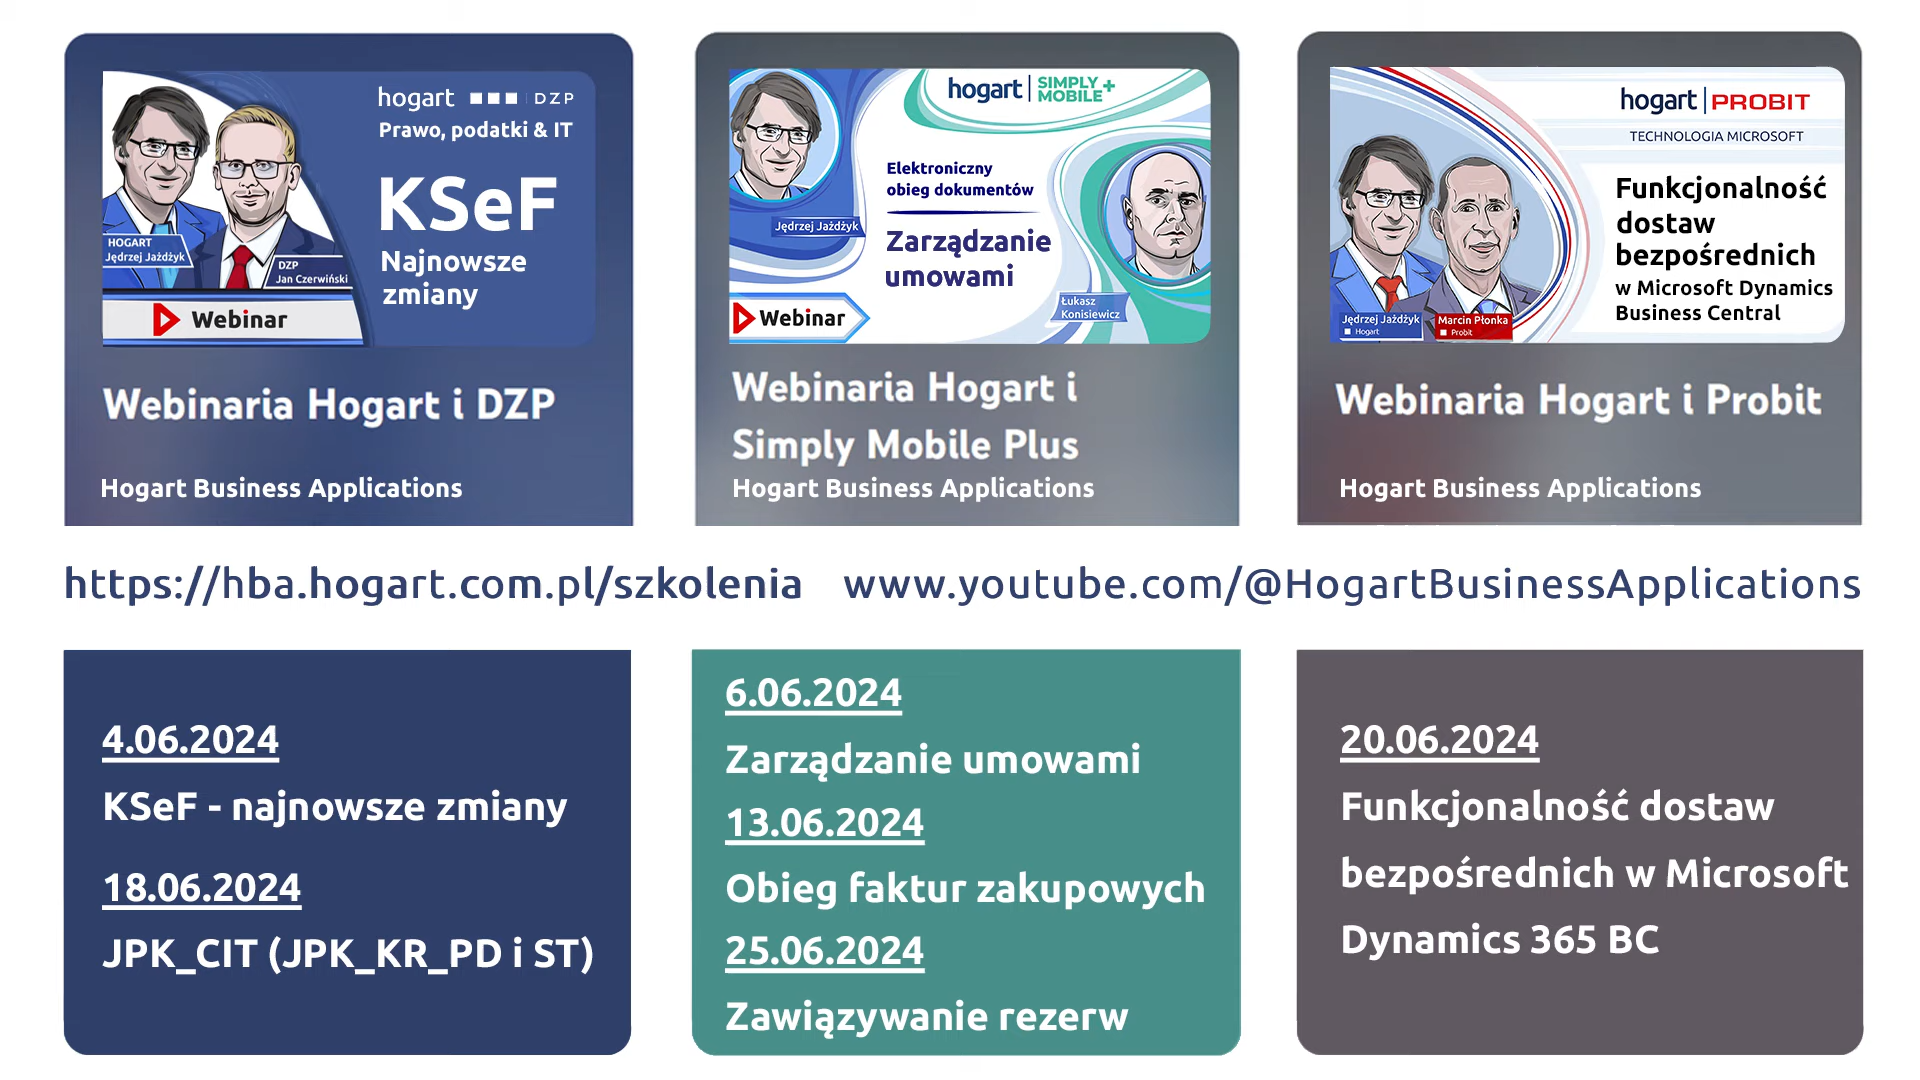 hogart DZP
Prawo, podatki & IT
KSeF
Najnowsze
zmiany
HOGART
Jędrzej Jażdżyk
DZP
Jan Czerwiński
Webinar
Webinaria Hogart i DZP
Hogart Business Applications
hogart SIMPLY +
MOBILE
Elektroniczny
obieg dokumentów
Jędrzej Jażdżyk
Zarządzanie
umowami
Łukasz
Konisiewicz
Webinar
Webinaria Hogart i
Simply Mobile Plus
Hogart Business Applications
hogart PROBIT
TECHNOLOGIA MICROSOFT
Funkcjonalność
dostaw
bezpośrednich
w Microsoft Dynamics
Business Central
Jędrzej Jażdżyk
Hogart
Marcin Płonka
Probit
Webinaria Hogart i Probit
Hogart Business Applications
https://hba.hogart.com.pl/szkolenia www.youtube.com/@HogartBusinessApplications
4.06.2024
KSeF - najnowsze zmiany
18.06.2024
JPK_CIT (JPK_KR_PD i ST)
6.06.2024
Zarządzanie umowami
13.06.2024
Obieg faktur zakupowych
25.06.2024
Zawiązywanie rezerw
20.06.2024
Funkcjonalność dostaw
bezpośrednich w Microsoft
Dynamics 365 BC